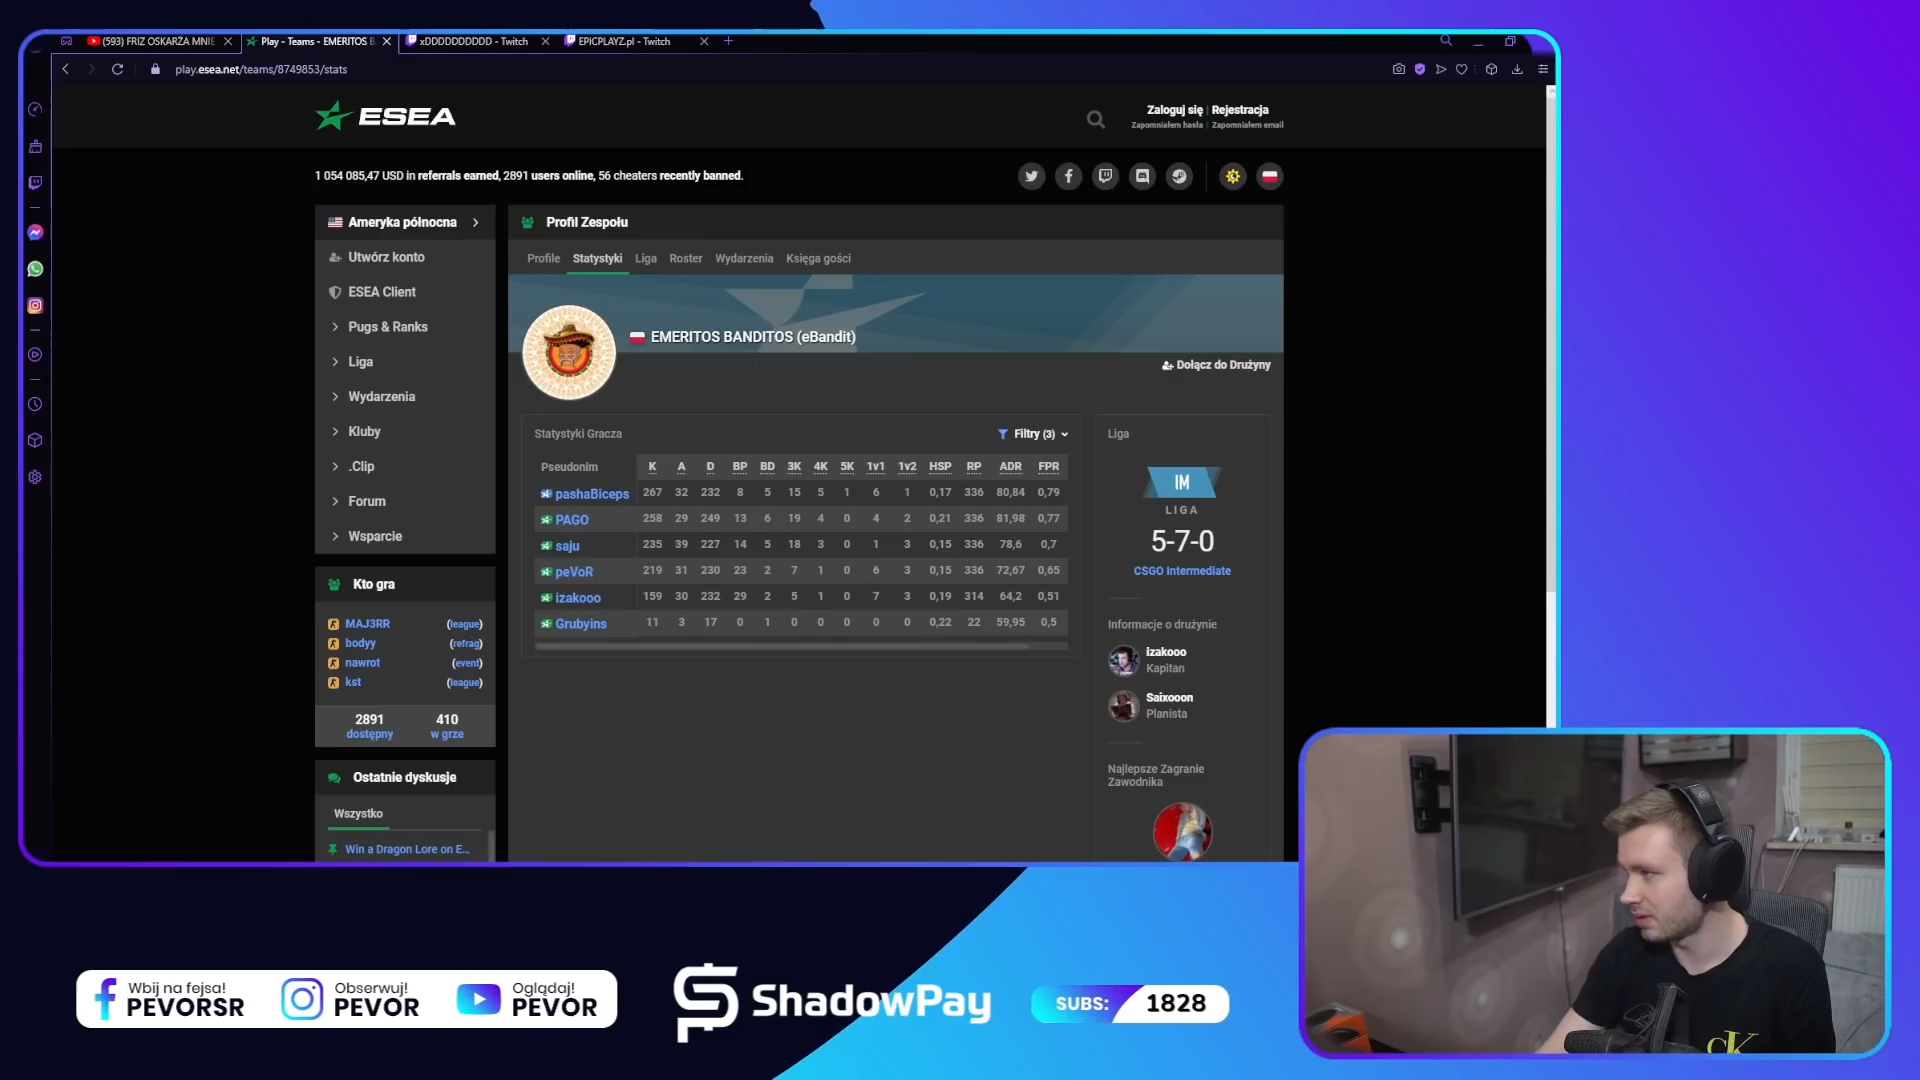 (593) FRIZ OSKARŻA MNIE
Play - Teams - EMERITOS B
xDDDDDDDDDD - Twitch
EPICPLAYZ.pl - Twitch
play.esea.net/teams/8749853/stats
ESEA
Zaloguj się | Rejestracja
Zapomniałem hasła | Zapomniałem email
1 054 085,47 USD in referrals earned, 2891 users online, 56 cheaters recently banned.
Ameryka północna
Utwórz konto
ESEA Client
Pugs & Ranks
Liga
Wydarzenia
Kluby
.Clip
Forum
Wsparcie
Kto gra
MAJ3RR (league)
bodyy (refrag)
nawrot (event)
kst (league)
2891 410
dostępny w grze
Ostatnie dyskusje
Wszystko
Win a Dragon Lore on E...
Profil Zespołu
Profile Statystyki Liga Roster Wydarzenia Księga gości
EMERITOS BANDITOS (eBandit)
Dołącz do Drużyny
Statystyki Gracza
Filtry (3)
Pseudonim K A D BP BD 3K 4K 5K 1v1 1v2 HSP RP ADR FPR
pashaBiceps 267 32 232 8 5 15 5 1 6 1 0,17 336 80,84 0,79
PAGO 258 29 249 13 6 19 4 0 4 2 0,21 336 81,98 0,77
saju 235 39 227 14 5 18 3 0 1 3 0,15 336 78,6 0,7
peVoR 219 31 230 23 2 7 1 0 6 3 0,15 336 72,67 0,65
izakooo 159 30 232 29 2 5 1 0 7 3 0,19 314 64,2 0,51
Grubyins 11 3 17 0 1 0 0 0 0 0 0,22 22 59,95 0,5
Liga
IM
LIGA
5-7-0
CSGO Intermediate
Informacje o drużynie
izakooo
Kapitan
Saixooon
Planista
Najlepsze Zagranie
Zawodnika
Wbij na fejsa!
PEVORSR
Obserwuj!
PEVOR
Oglądaj!
PEVOR
ShadowPay
SUBS: 1828
cK